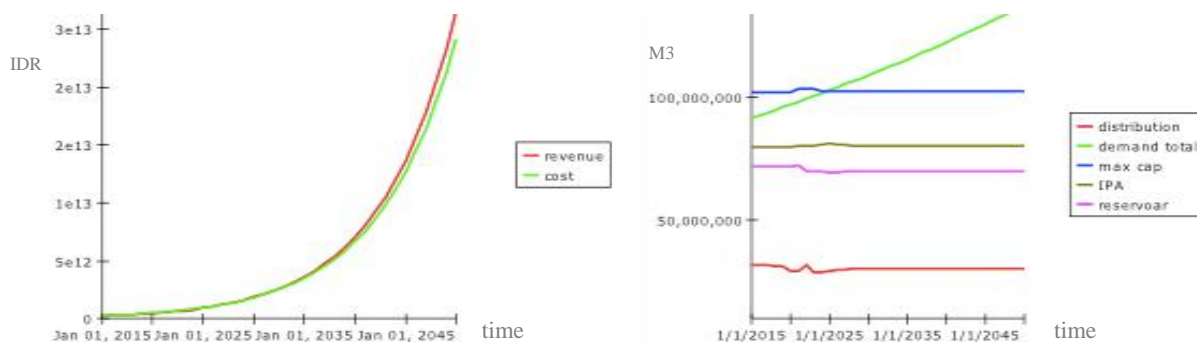 3e13
IDR
2e13
2e13
1e13
5e12
0
Jan 01, 2015 Jan 01, 2025 Jan 01, 2035 Jan 01, 2045
time
revenue
cost
M3
100,000,000
50,000,000
1/1/2015 1/1/2025 1/1/2035 1/1/2045
time
distribution
demand total
max cap
IPA
reservoar